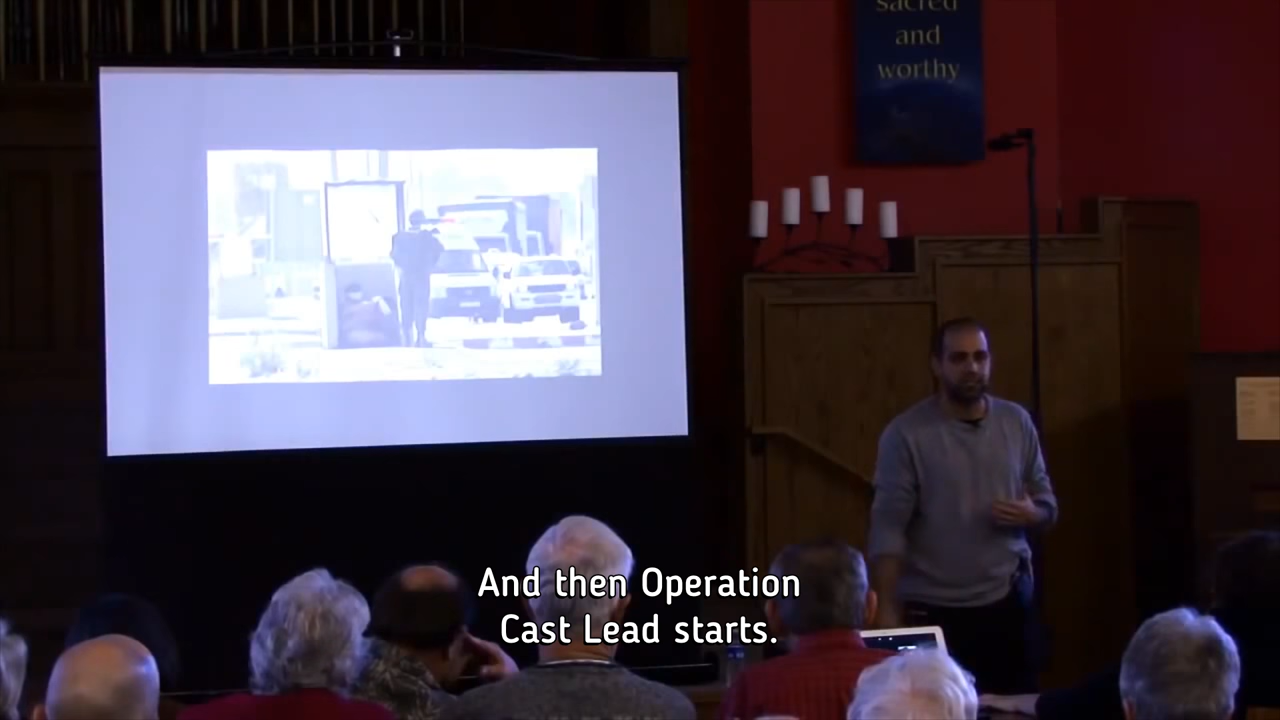 sacred
and
worthy
And then Operation
Cast Lead starts.